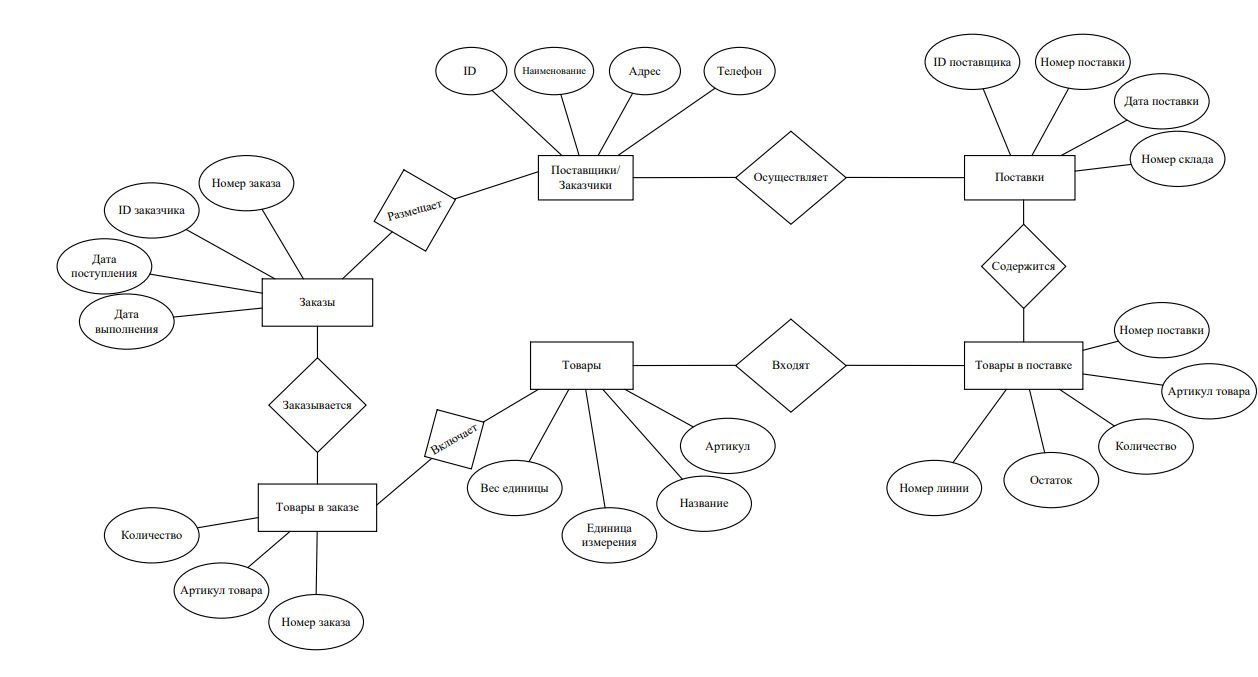 ID
Наименование
Адрес
Телефон
ID поставщика
Номер поставки
Дата поставки
Номер склада
Поставщики/
Заказчики
Осуществляет
Поставки
Номер заказа
ID заказчика
Размещает
Дата
поступления
Дата
выполнения
Заказы
Содержится
Товары
Входят
Товары в поставке
Номер поставки
Артикул товара
Количество
Остаток
Номер линии
Заказывается
Включает
Артикул
Вес единицы
Название
Единица
измерения
Товары в заказе
Количество
Артикул товара
Номер заказа